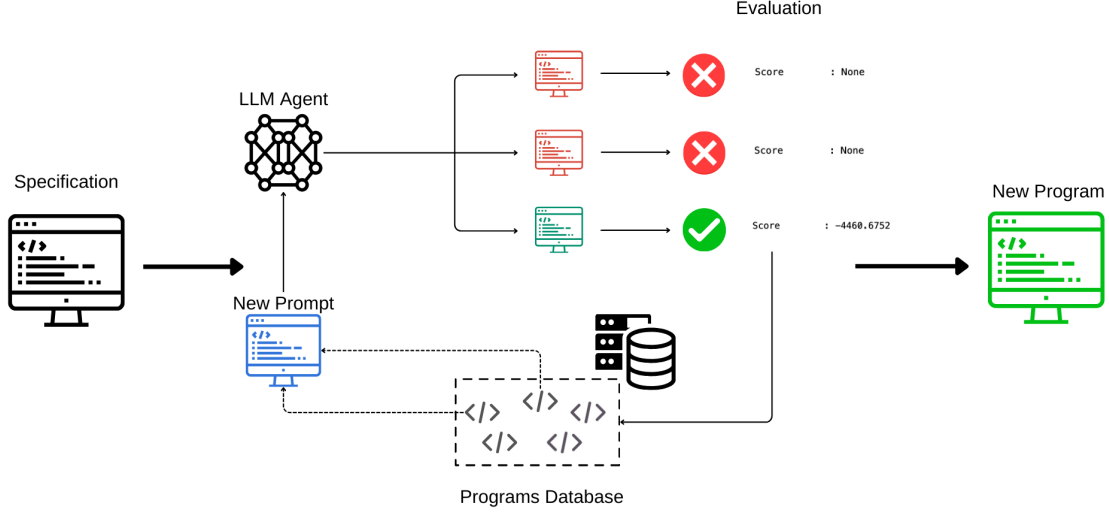 Evaluation
Score : None
LLM Agent
Score : None
Specification
New Program
Score : -4460.6752
New Prompt
Programs Database